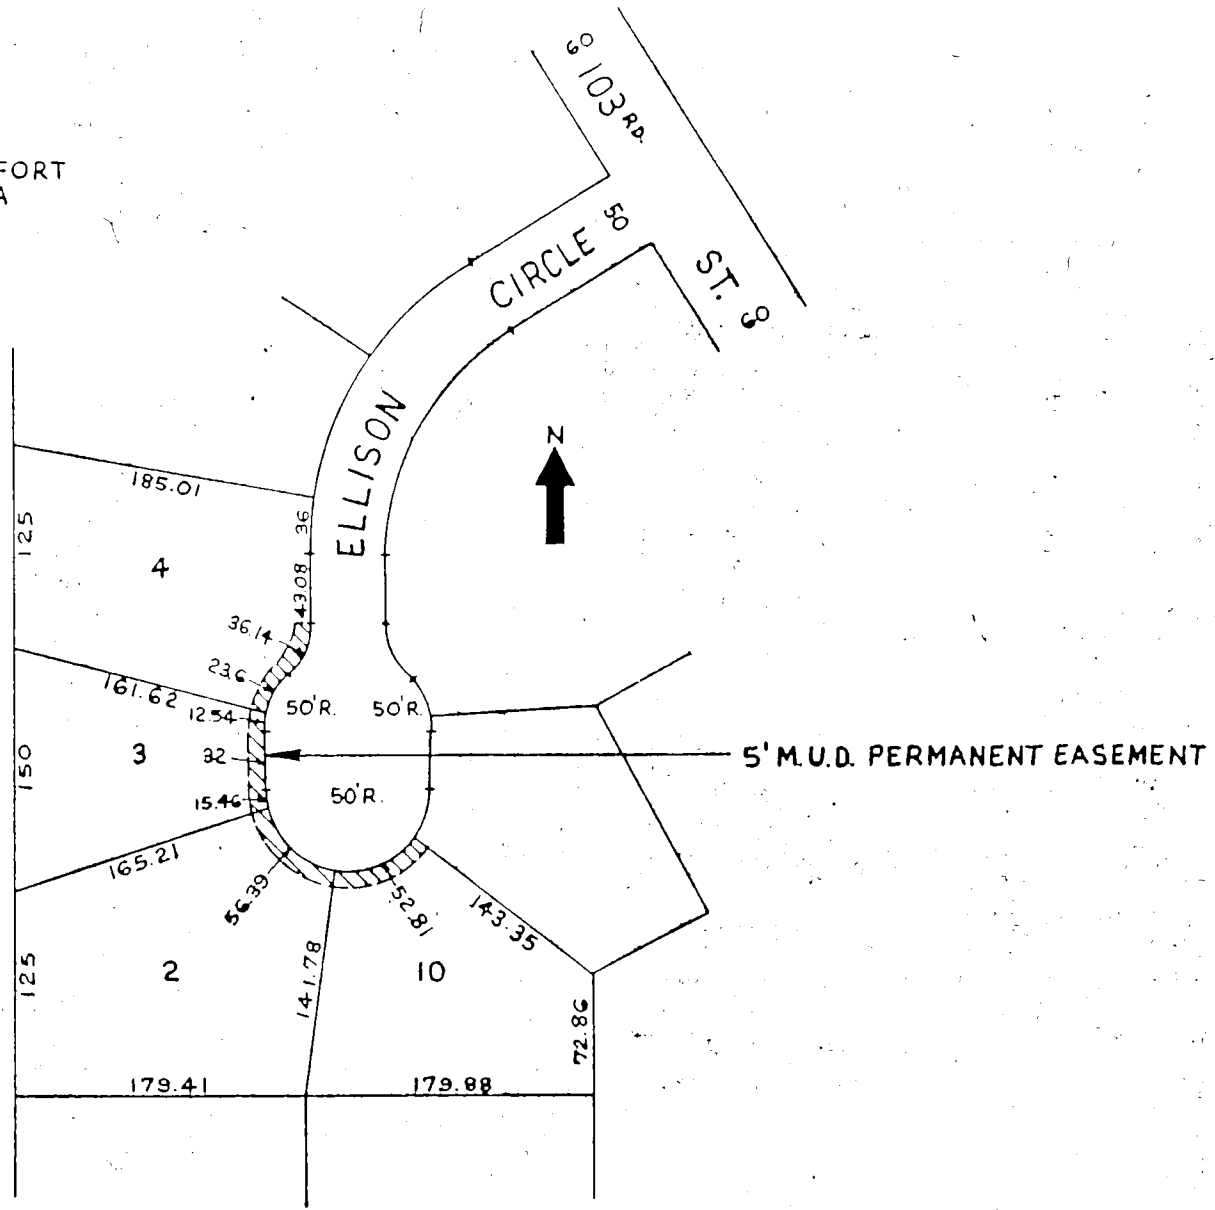 60
103RD.
FORT
A
50
CIRCLE
ST.
60
ELLISON
N
185.01
36
125
4
43.08
36.14
23.6
161.62
12.54
50'R.
50'R.
3
32
150
5' M.U.D. PERMANENT EASEMENT
15.46
50'R.
165.21
56.39
52.81
143.35
2
10
125
141.78
72.86
179.41
179.88